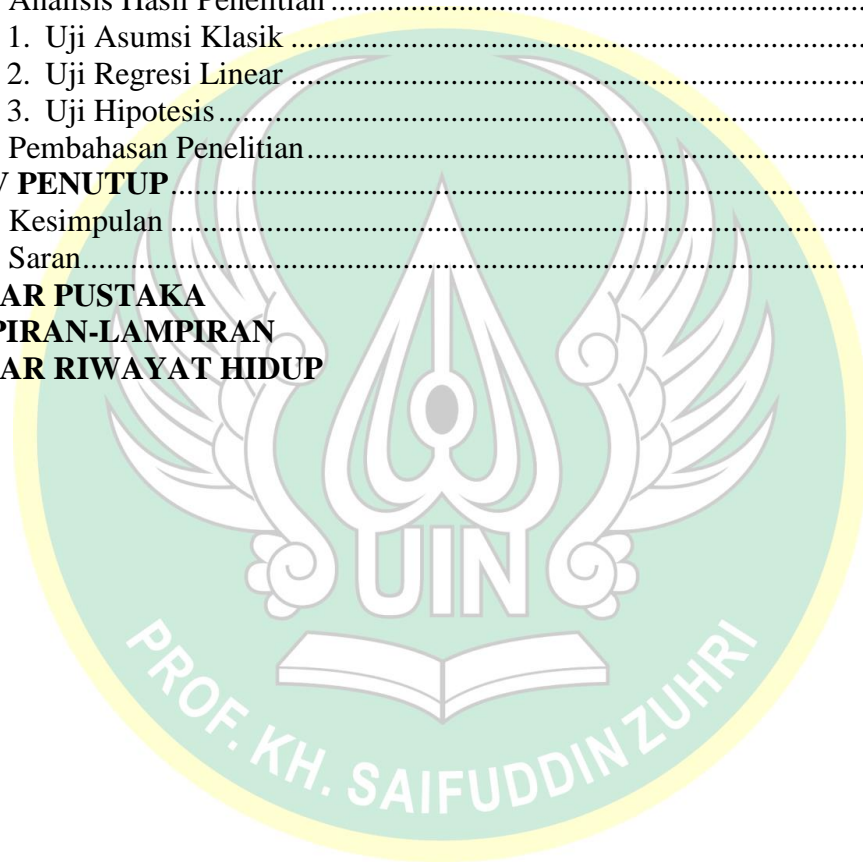 Analisis Hasil Penelitian ........................................................................
1. Uji Asumsi Klasik ............................................................................
2. Uji Regresi Linear ............................................................................
3. Uji Hipotesis.....................................................................................
Pembahasan Penelitian...........................................................................
V PENUTUP............................................................................................
Kesimpulan ............................................................................................
Saran.......................................................................................................
AR PUSTAKA
PIRAN-LAMPIRAN
AR RIWAYAT HIDUP
UIN
PROF. KH. SAIFUDDIN ZUHRI